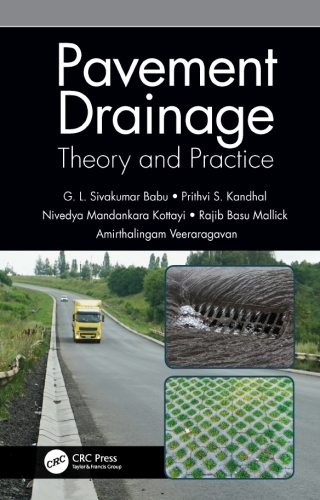 Pavement
Drainage
Theory and Practice
G. L. Sivakumar Babu • Prithvi S. Kandhal
Nivedya Mandankara Kottayi • Rajib Basu Mallick
Amirthalingam Veeraragavan
CRC
CRC Press
Taylor & Francis Group